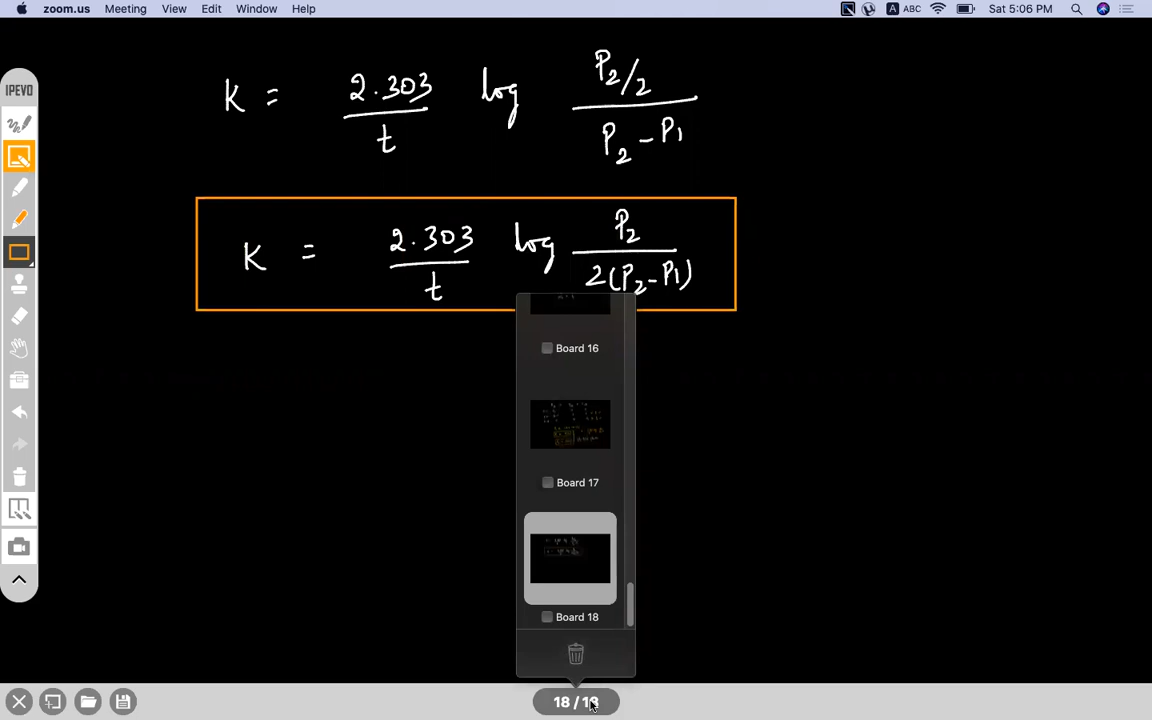 zoom.us Meeting View Edit Window Help A ABC Sat 5:06 PM
IPEVO
K = 2.303/t log (P₂/2)/(P₂ - P₁)
K = 2.303/t log P₂/2(P₂-P₁)
Board 16
Board 17
Board 18
18 / 18